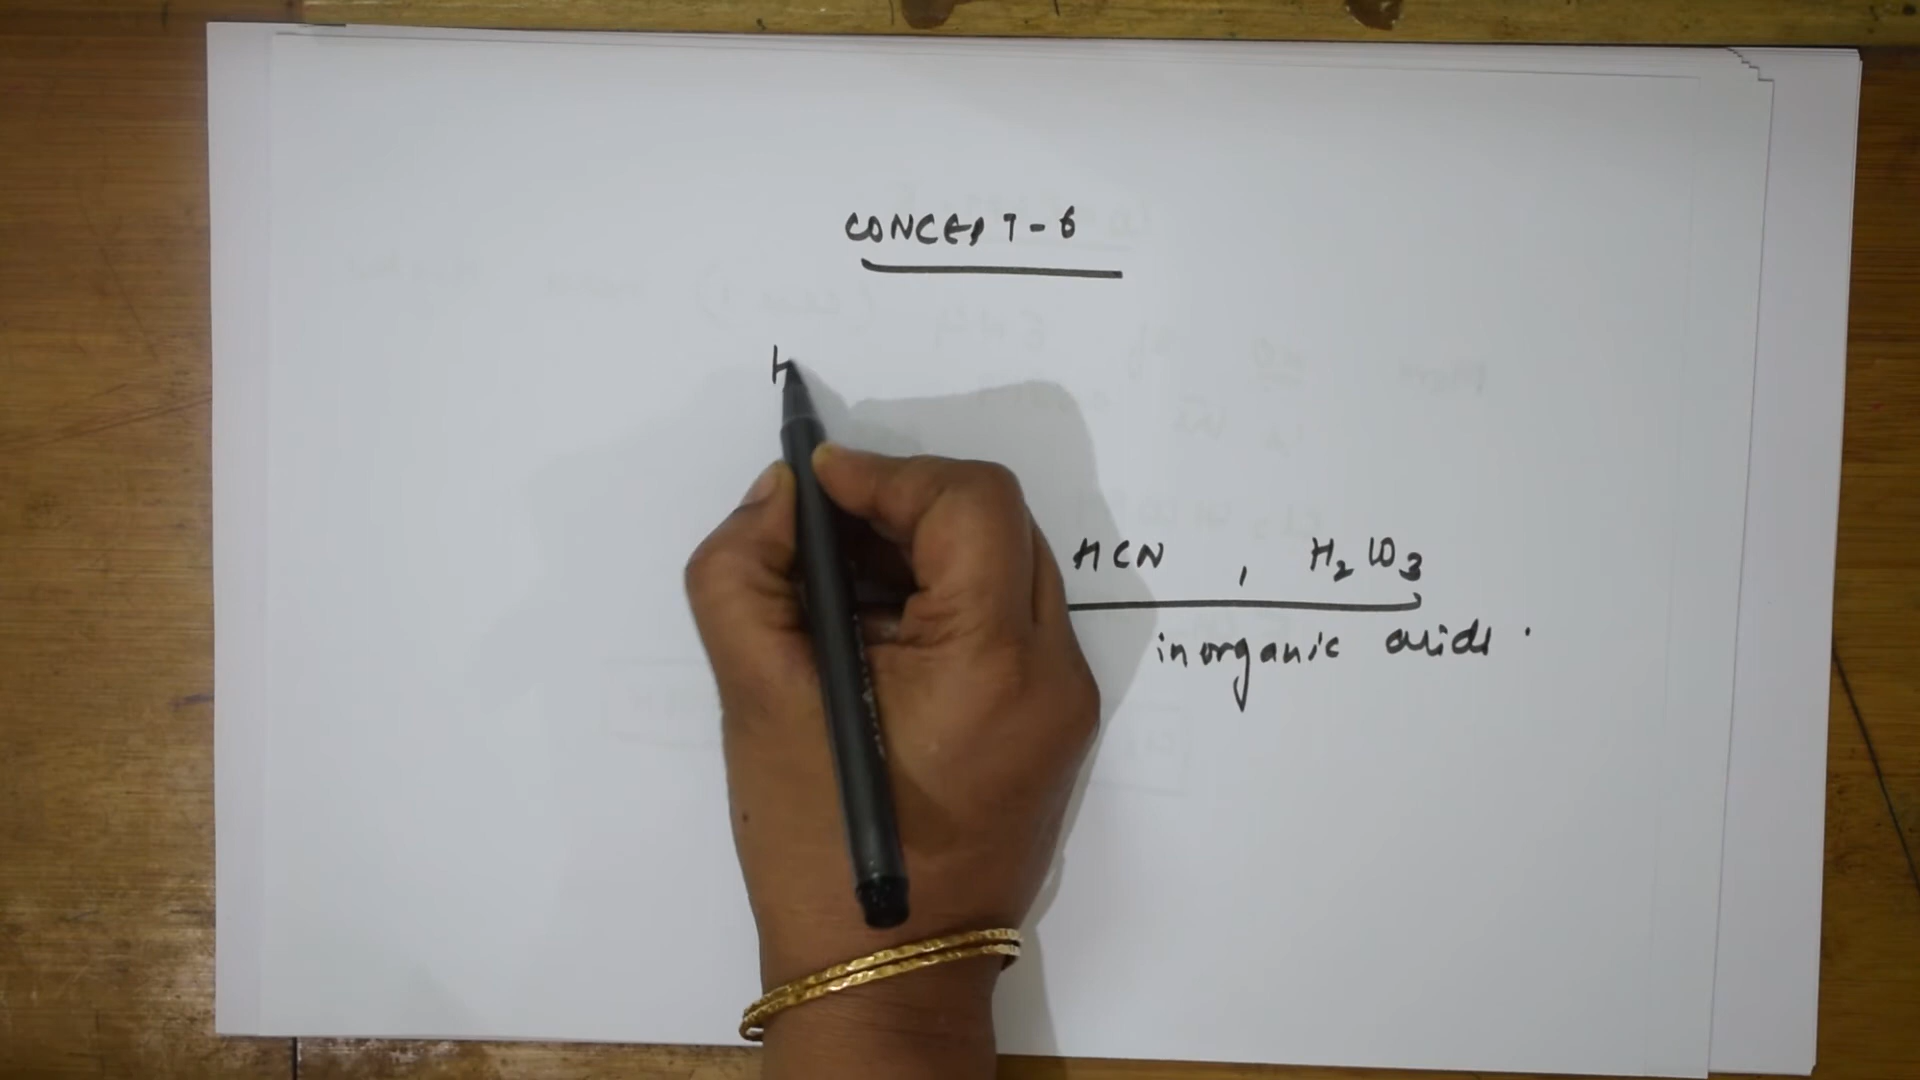 CONCEPT-6
H
HCN , H₂CO₃
inorganic acids.